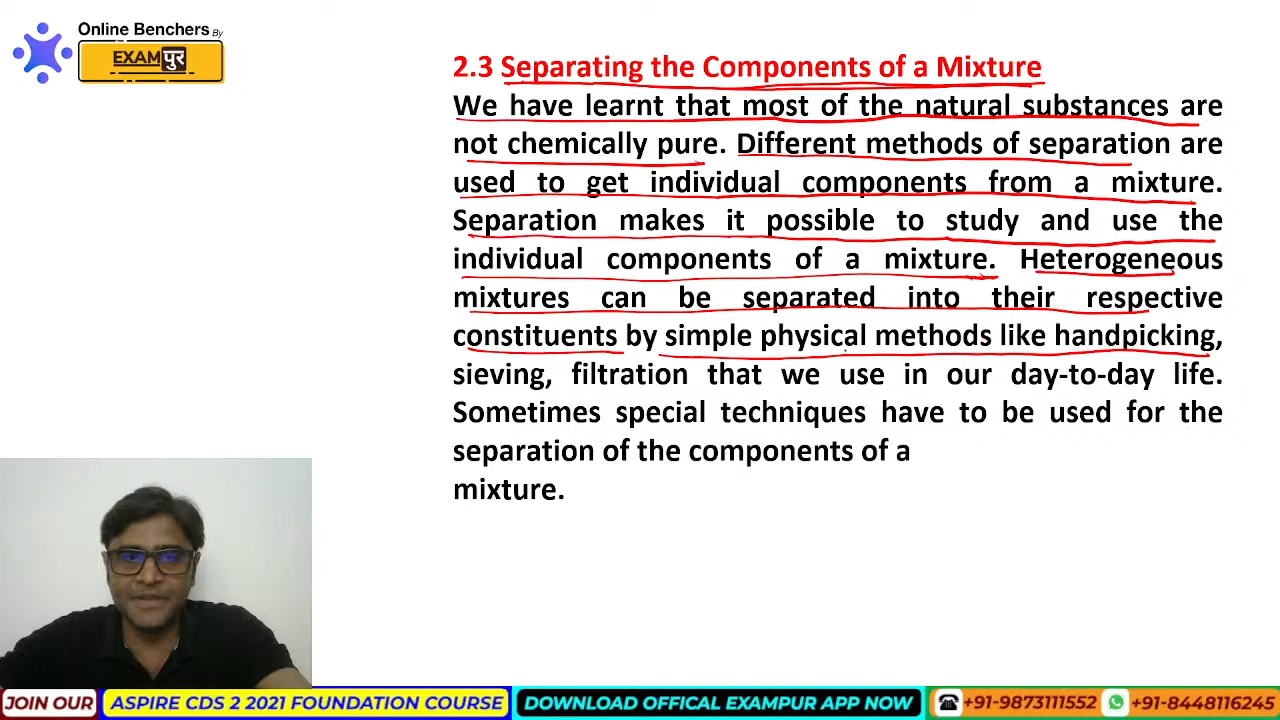 Online Benchers By
EXAMपुर
2.3 Separating the Components of a Mixture
We have learnt that most of the natural substances are
not chemically pure. Different methods of separation are
used to get individual components from a mixture.
Separation makes it possible to study and use the
individual components of a mixture. Heterogeneous
mixtures can be separated into their respective
constituents by simple physical methods like handpicking,
sieving, filtration that we use in our day-to-day life.
Sometimes special techniques have to be used for the
separation of the components of a
mixture.
JOIN OUR ASPIRE CDS 2 2021 FOUNDATION COURSE DOWNLOAD OFFICAL EXAMPUR APP NOW +91-9873111552 +91-8448116245